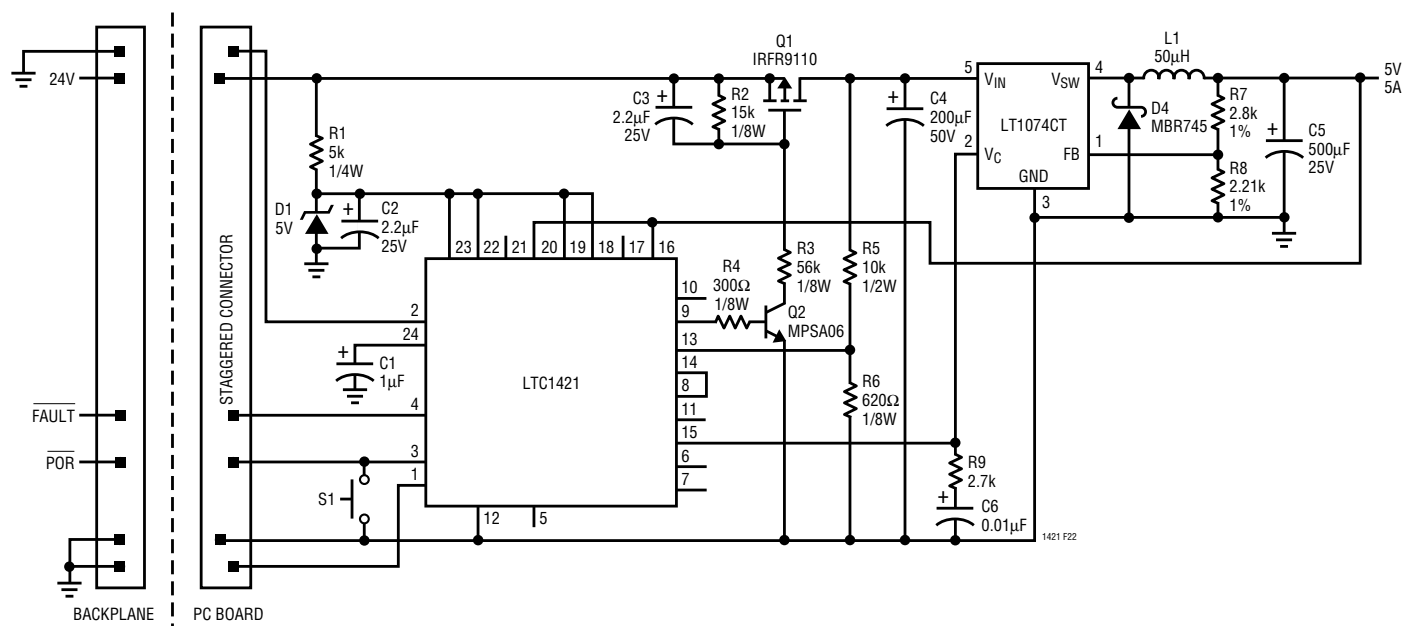 24V
FAULT
POR
BACKPLANE
PC BOARD
STAGGERED CONNECTOR
R1
5k
1/4W
D1
5V
+
C2
2.2μF
25V
+
C3
2.2μF
25V
R2
15k
1/8W
Q1
IRFR9110
+
C4
200μF
50V
5
VIN
VSW
4
LT1074CT
2
VC
FB
1
GND
3
L1
50μH
D4
MBR745
R7
2.8k
1%
R8
2.21k
1%
+
C5
500μF
25V
5V
5A
23
22
21
20
19
18
17
16
2
24
4
3
1
+
C1
1μF
S1
LTC1421
12
5
10
9
13
14
8
11
15
6
7
R4
300Ω
1/8W
R3
56k
1/8W
Q2
MPSA06
R5
10k
1/2W
R6
620Ω
1/8W
R9
2.7k
+
C6
0.01μF
1421 F22